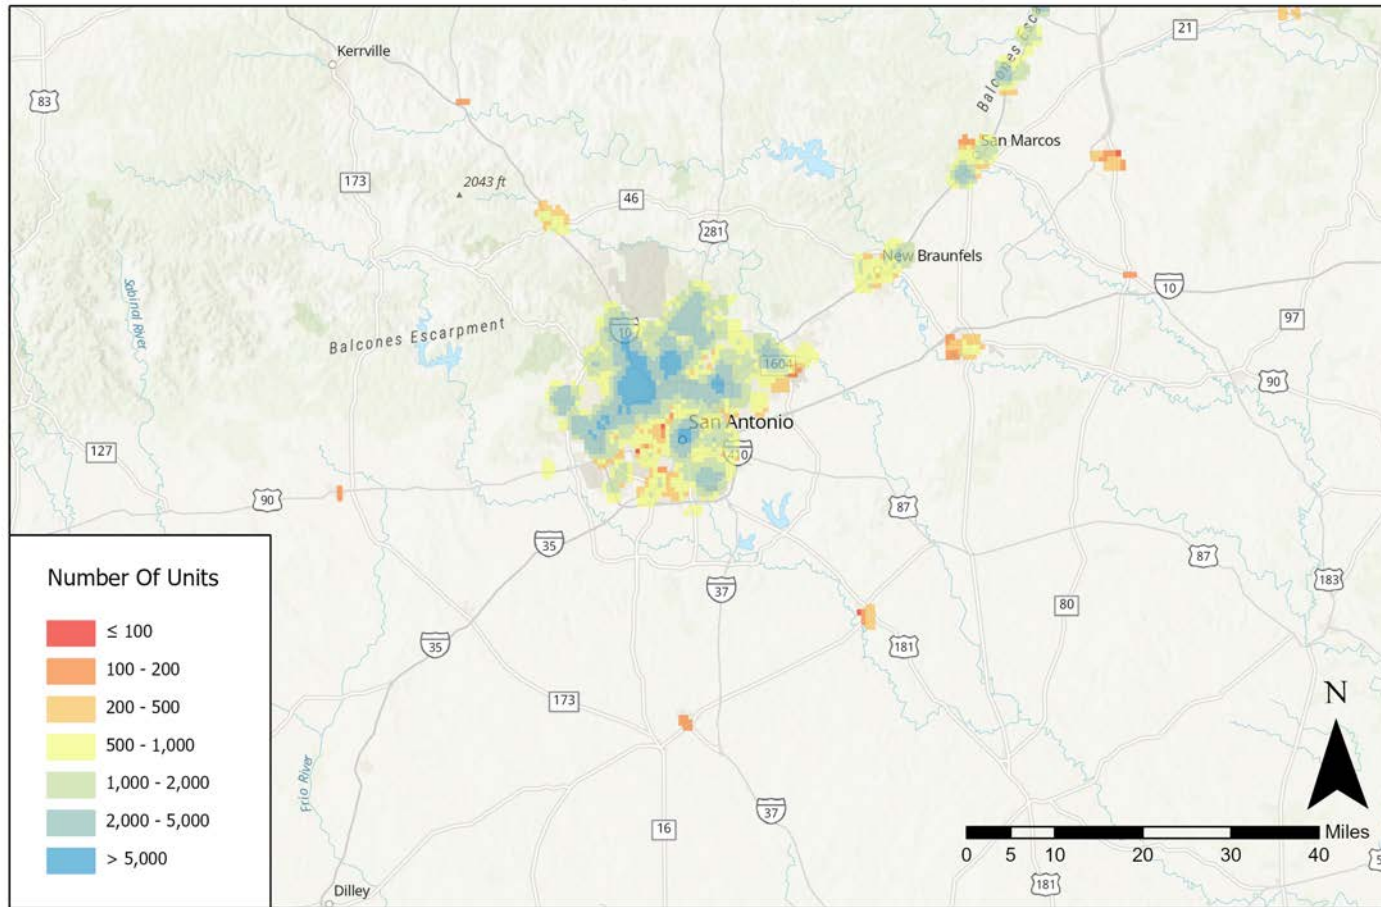 Kerrville
21
83
Balcones Esca
San Marcos
173
2043 ft
46
281
New Braunfels
10
Sabinal River
Balcones Escarpment
10
97
1604
90
San Antonio
127
410
90
87
35
87
183
37
80
35
181
173
Frio River
16
37
181
Dilley
Number Of Units
≤ 100
100 - 200
200 - 500
500 - 1,000
1,000 - 2,000
2,000 - 5,000
> 5,000
N
Miles
0 5 10 20 30 40
5